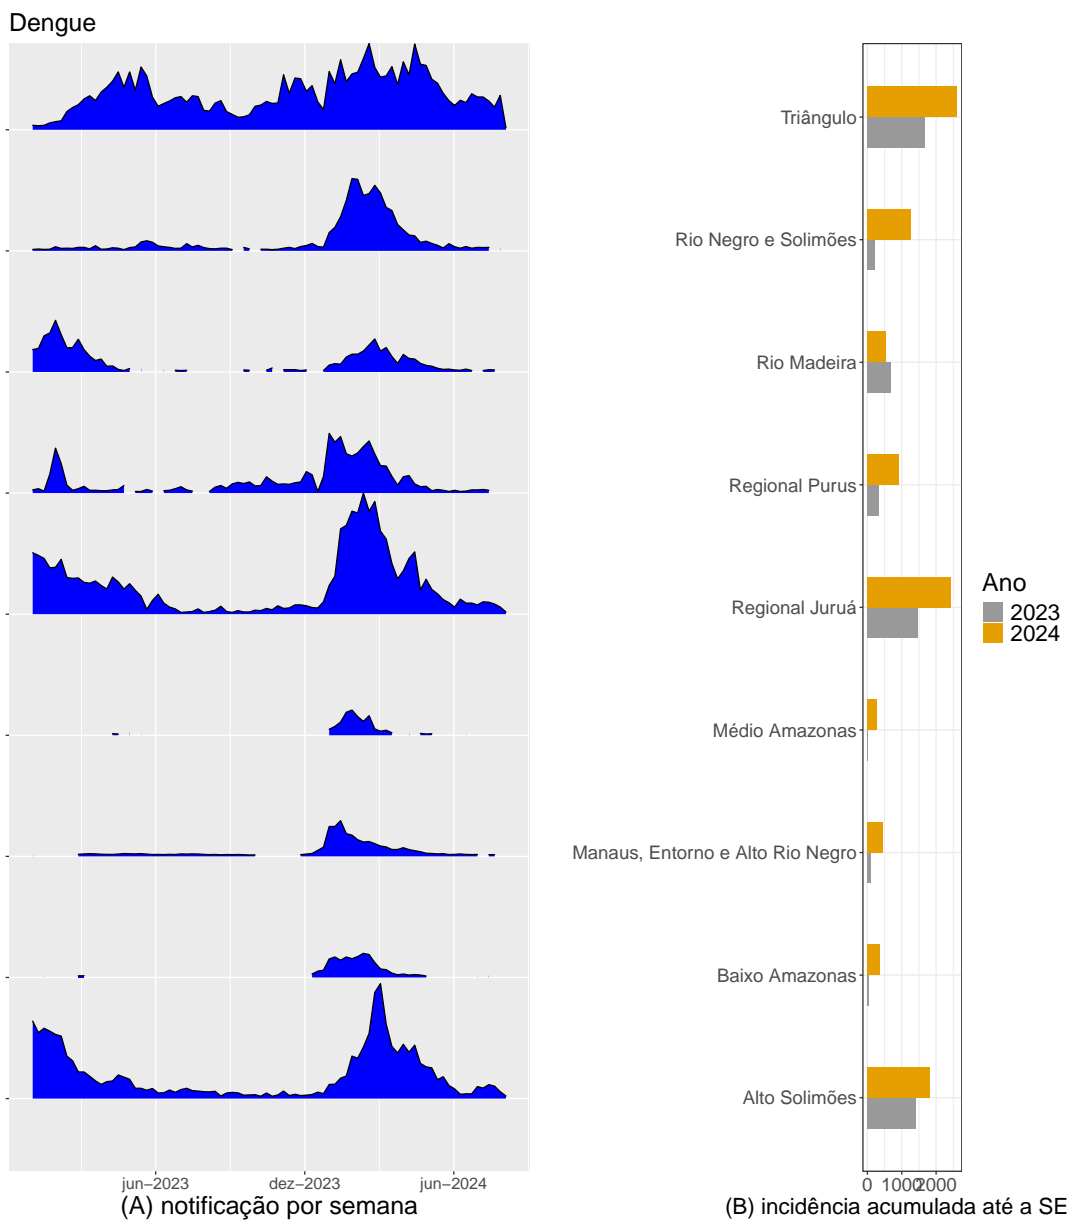 Dengue
Triângulo
Rio Negro e Solimões
Rio Madeira
Regional Purus
Regional Juruá
Médio Amazonas
Manaus, Entorno e Alto Rio Negro
Baixo Amazonas
Alto Solimões
Ano
2023
2024
jun−2023 dez−2023 jun−2024
(A) notificação por semana
0 1000 2000
(B) incidência acumulada até a SE